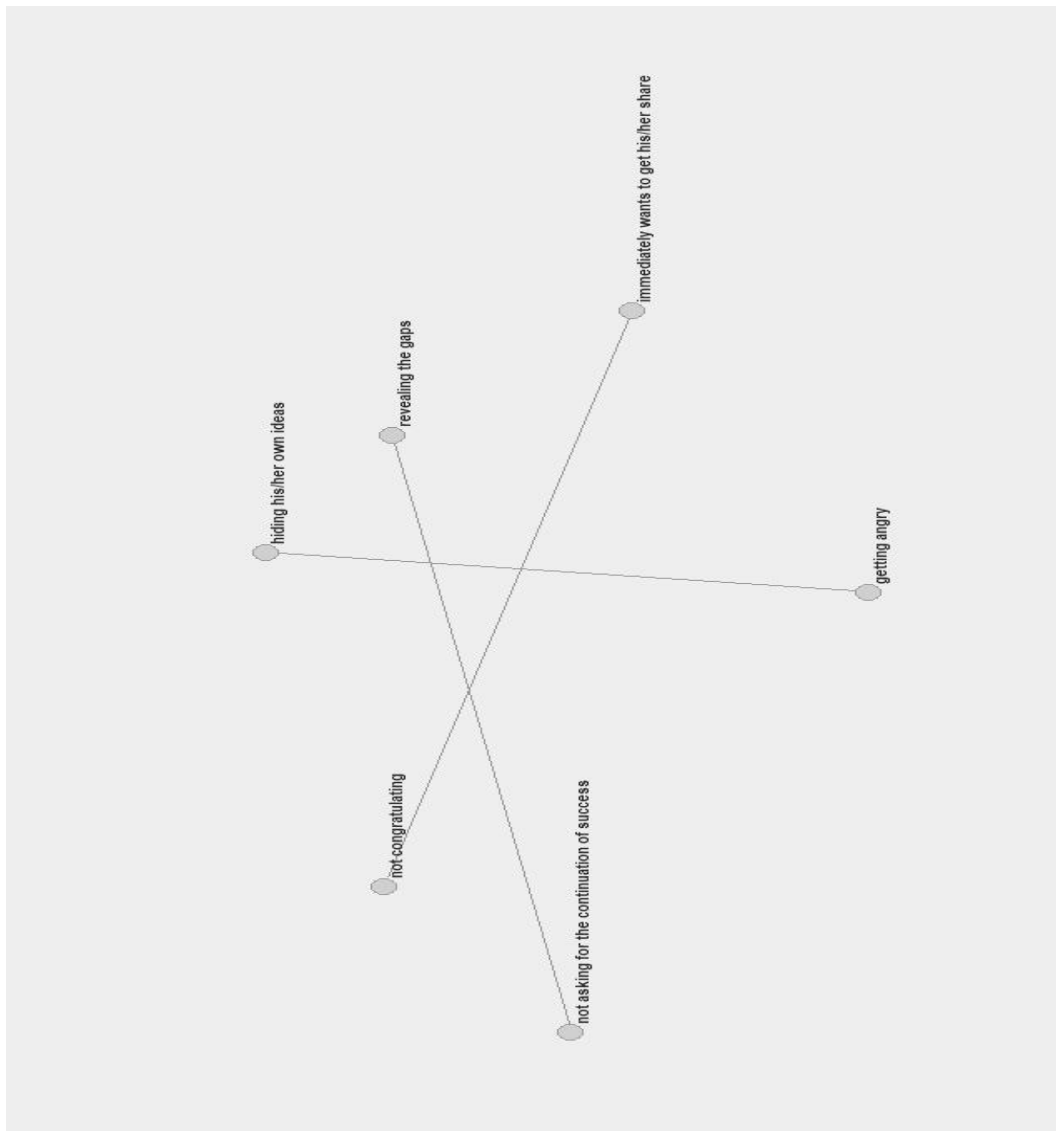 hiding his/her own ideas
revealing the gaps
not congratulating
not asking for the continuation of success
immediately wants to get his/her share
getting angry